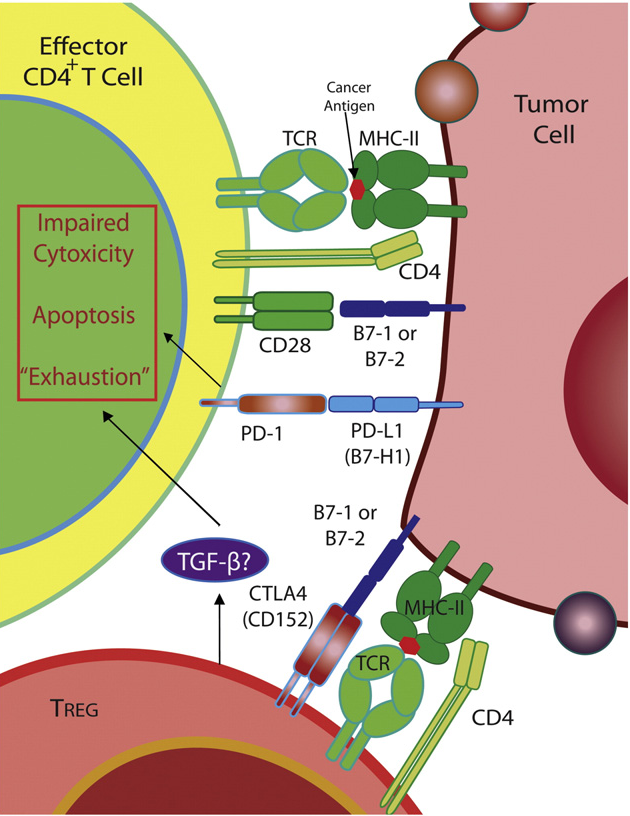 Effector
CD4+ T Cell
Cancer
Antigen
Tumor
Cell
TCR
MHC-II
Impaired
Cytoxicity
Apoptosis
“Exhaustion”
CD4
CD28
B7-1 or
B7-2
PD-1
PD-L1
(B7-H1)
B7-1 or
B7-2
TGF-β?
CTLA4
(CD152)
MHC-II
TCR
TREG
CD4